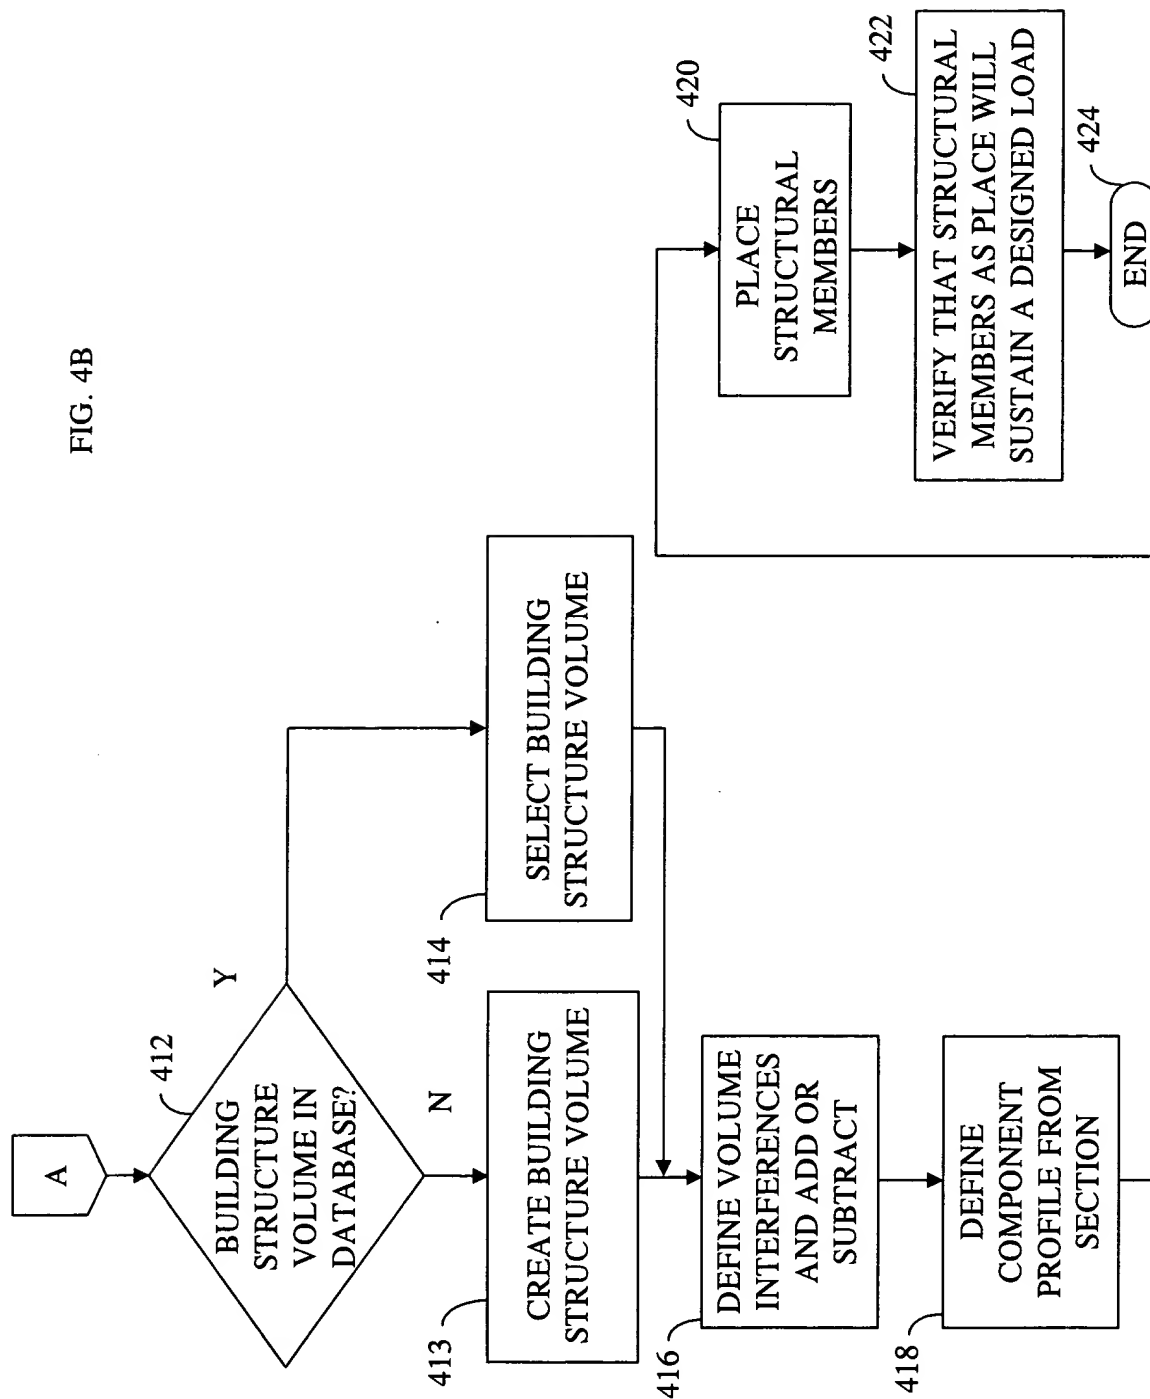 FIG. 4B
A
412
BUILDING
STRUCTURE
VOLUME IN
DATABASE?
Y
N
413
CREATE BUILDING
STRUCTURE VOLUME
414
SELECT BUILDING
STRUCTURE VOLUME
416
DEFINE VOLUME
INTERFERENCES
AND ADD OR
SUBTRACT
418
DEFINE
COMPONENT
PROFILE FROM
SECTION
420
PLACE
STRUCTURAL
MEMBERS
422
VERIFY THAT STRUCTURAL
MEMBERS AS PLACE WILL
SUSTAIN A DESIGNED LOAD
424
END